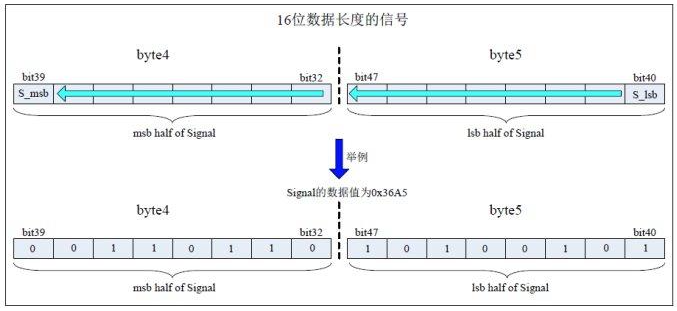 16位数据长度的信号
byte4 byte5
bit39 bit32 bit47 bit40
S_msb S_lsb
msb half of Signal lsb half of Signal
举例
Signal的数据值为0x36A5
byte4 byte5
bit39 bit32 bit47 bit40
0 0 1 1 0 1 1 0 1 0 1 0 0 1 0 1
msb half of Signal lsb half of Signal